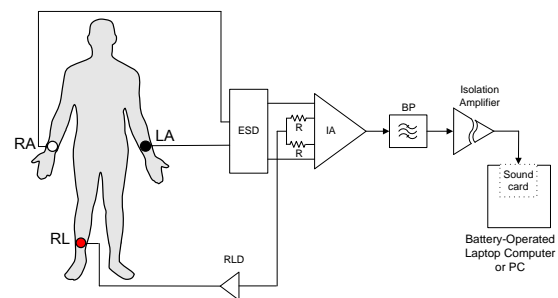 RA
LA
RL
ESD
R
R
IA
RLD
BP
Isolation
Amplifier
Sound
card
Battery-Operated
Laptop Computer
or PC